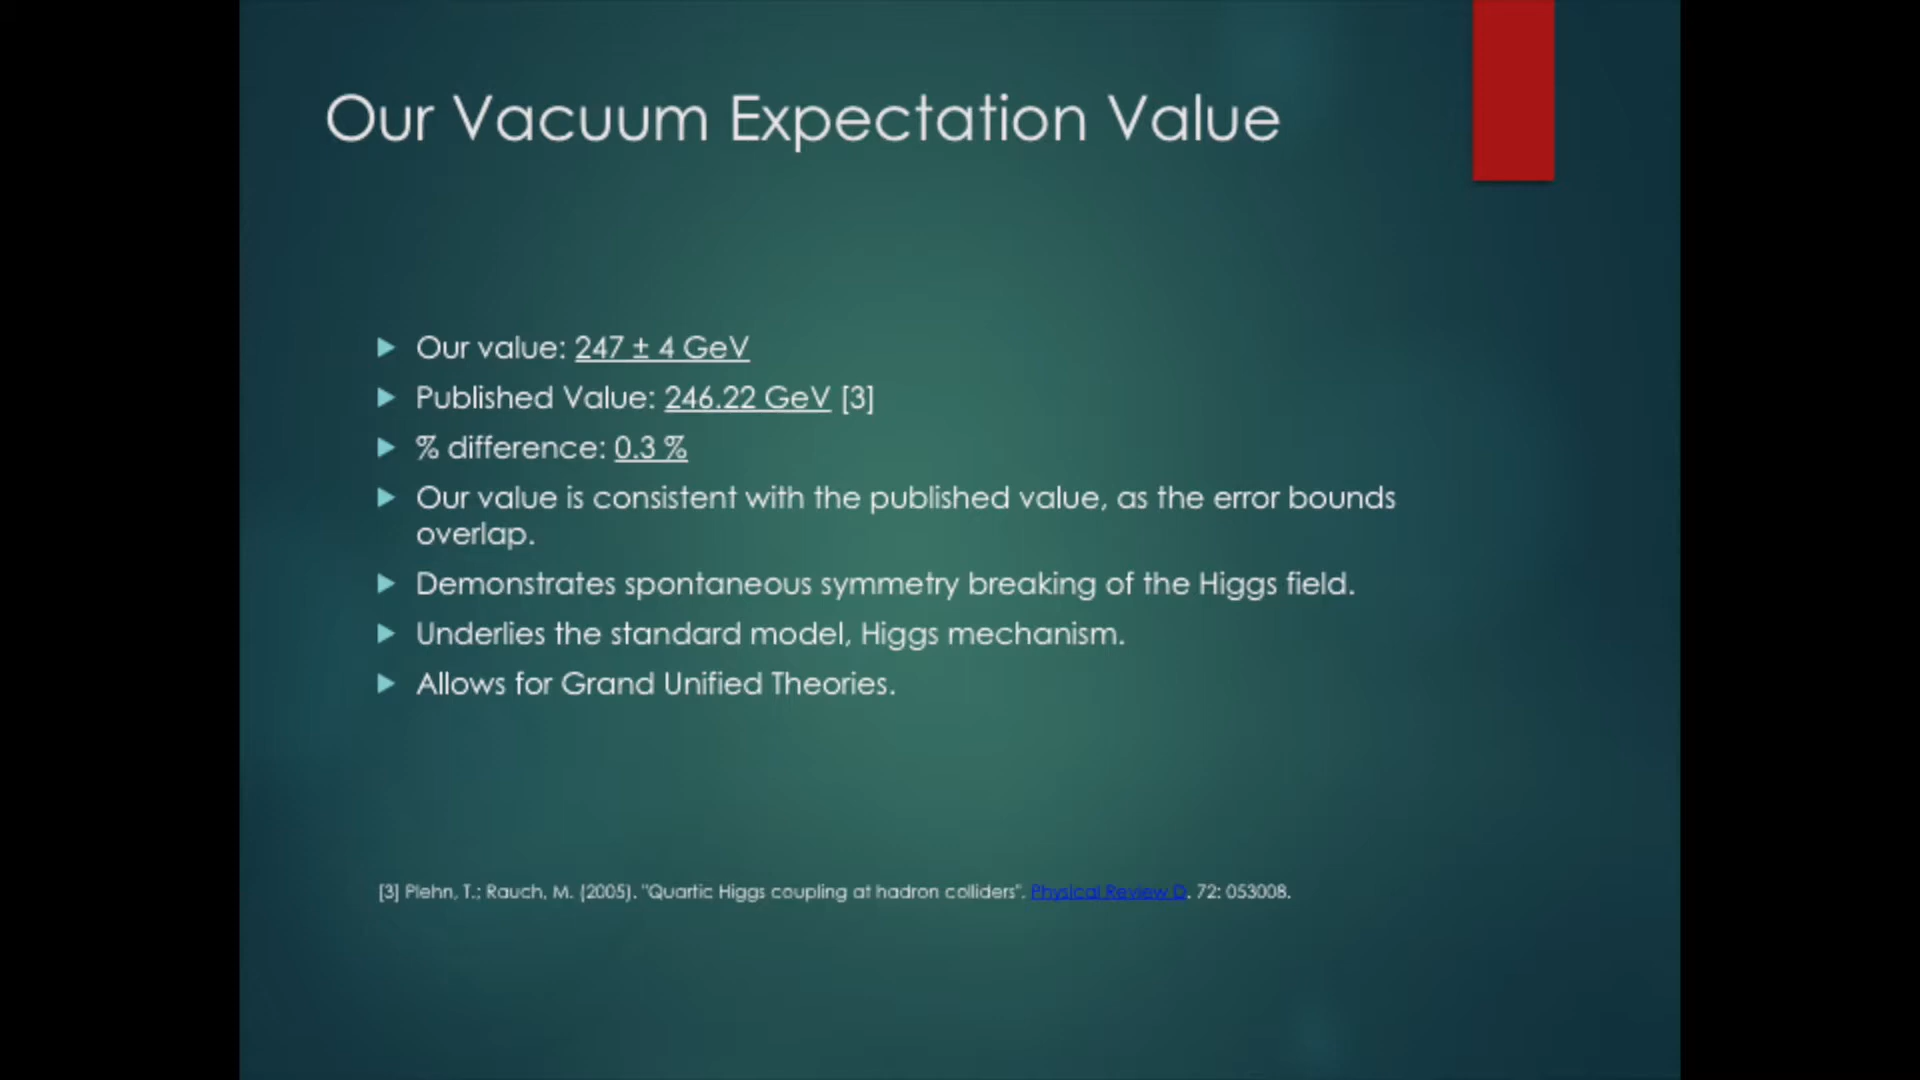 Our Vacuum Expectation Value
Our value: 247 ± 4 GeV
Published Value: 246.22 GeV [3]
% difference: 0.3 %
Our value is consistent with the published value, as the error bounds
overlap.
Demonstrates spontaneous symmetry breaking of the Higgs field.
Underlies the standard model, Higgs mechanism.
Allows for Grand Unified Theories.
[3] Plehn, T.; Rauch, M. (2005). "Quartic Higgs coupling at hadron colliders". Physical Review D. 72: 053008.